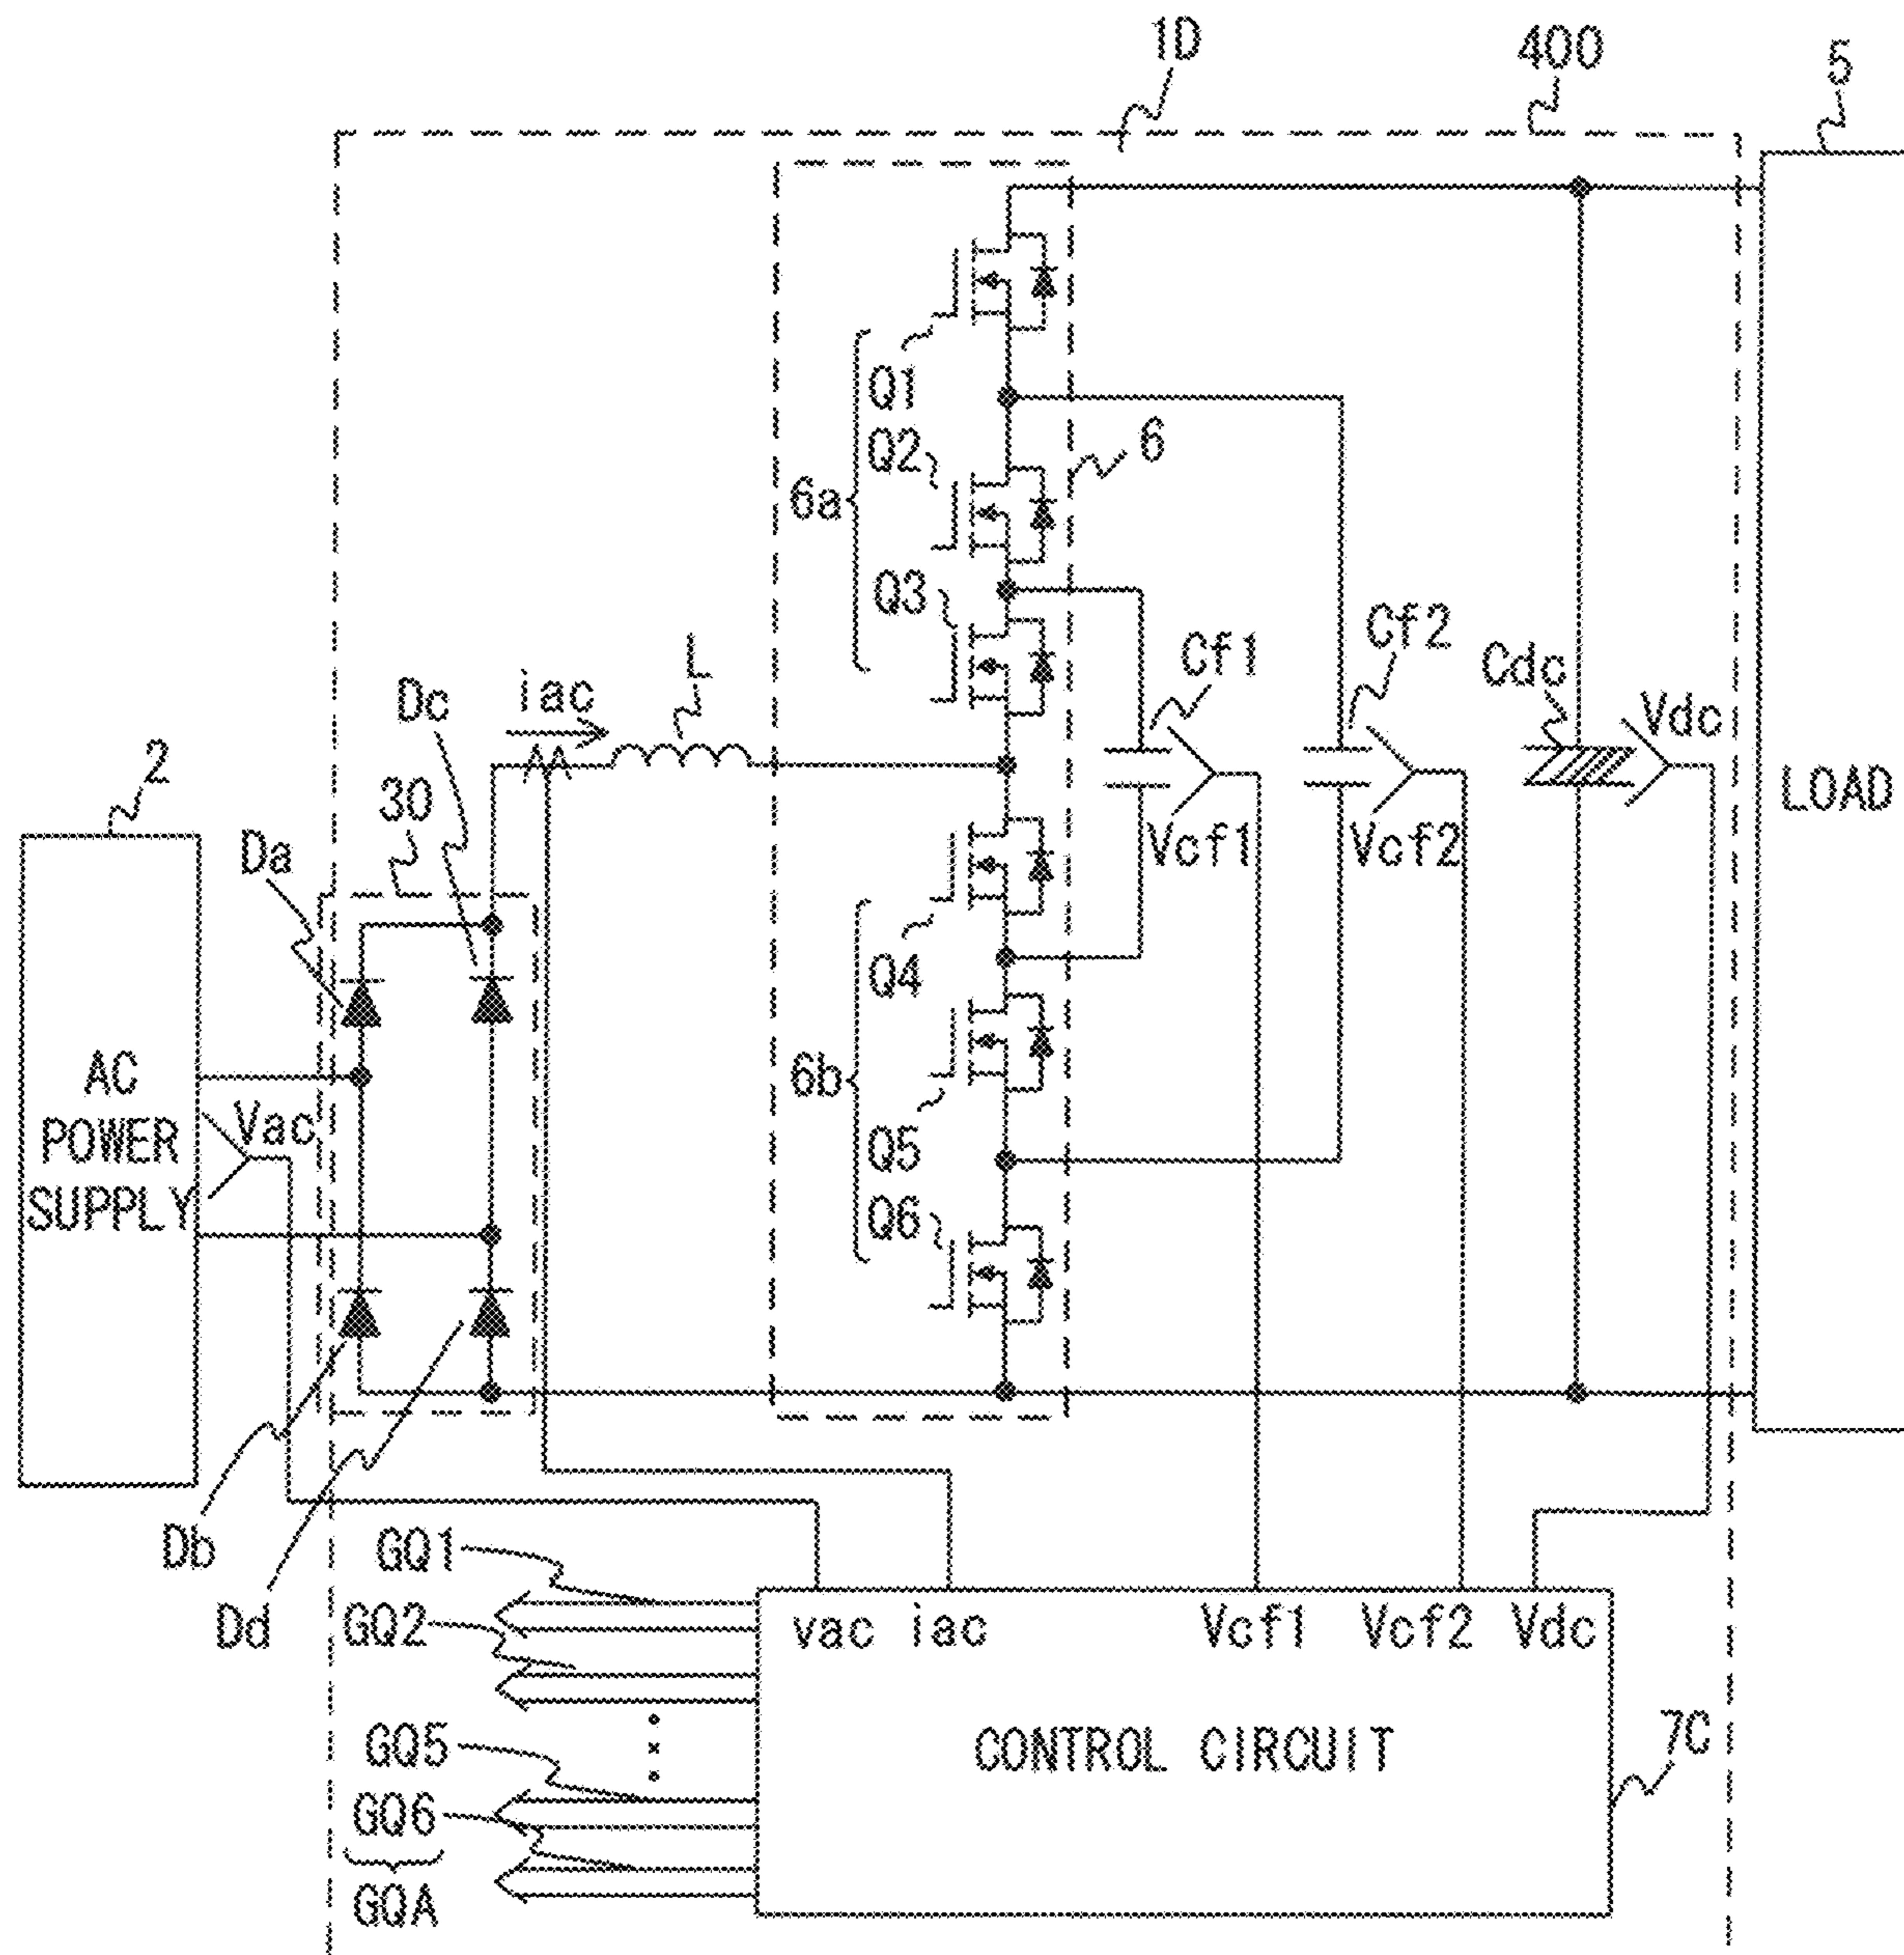 1D
400
5
Q1
Q2
6
6a
Q3
Cf1
Cf2
Cdc
L
iac
Dc
Vdc
2
30
Da
LOAD
Vcf1
Vcf2
Q4
AC
POWER
SUPPLY
Vac
6b
Q5
Q6
Db
Dd
GQ1
GQ2
GQ5
GQ6
GQA
vac iac Vcf1 Vcf2 Vdc
CONTROL CIRCUIT
7C